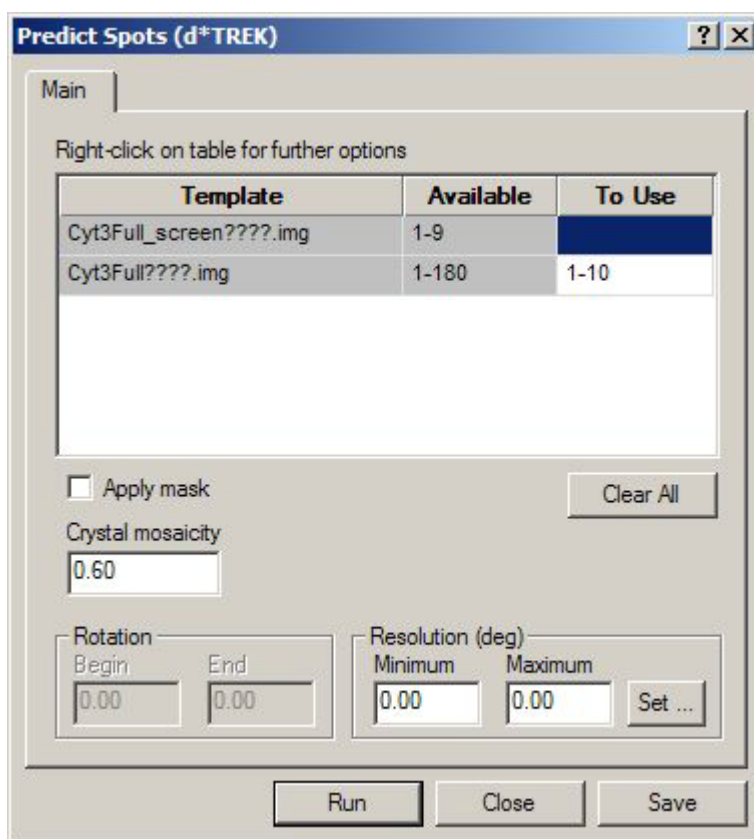 Predict Spots (d*TREK)
Main
Right-click on table for further options
Template Available To Use
Cyt3Full_screen????.img 1-9
Cyt3Full????.img 1-180 1-10
Apply mask Clear All
Crystal mosaicity
0.60
Rotation Resolution (deg)
Begin End Minimum Maximum
0.00 0.00 0.00 0.00 Set ...
Run Close Save